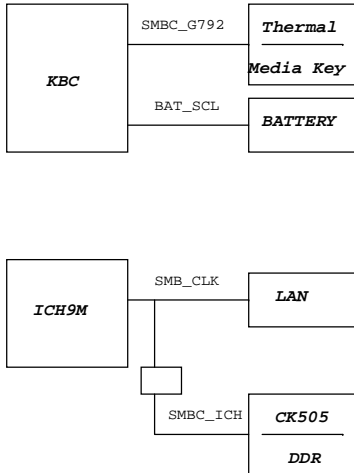 SMBC_G792
Thermal
KBC
Media Key
BAT_SCL
BATTERY
SMB_CLK
LAN
ICH9M
SMBC_ICH
CK505
DDR